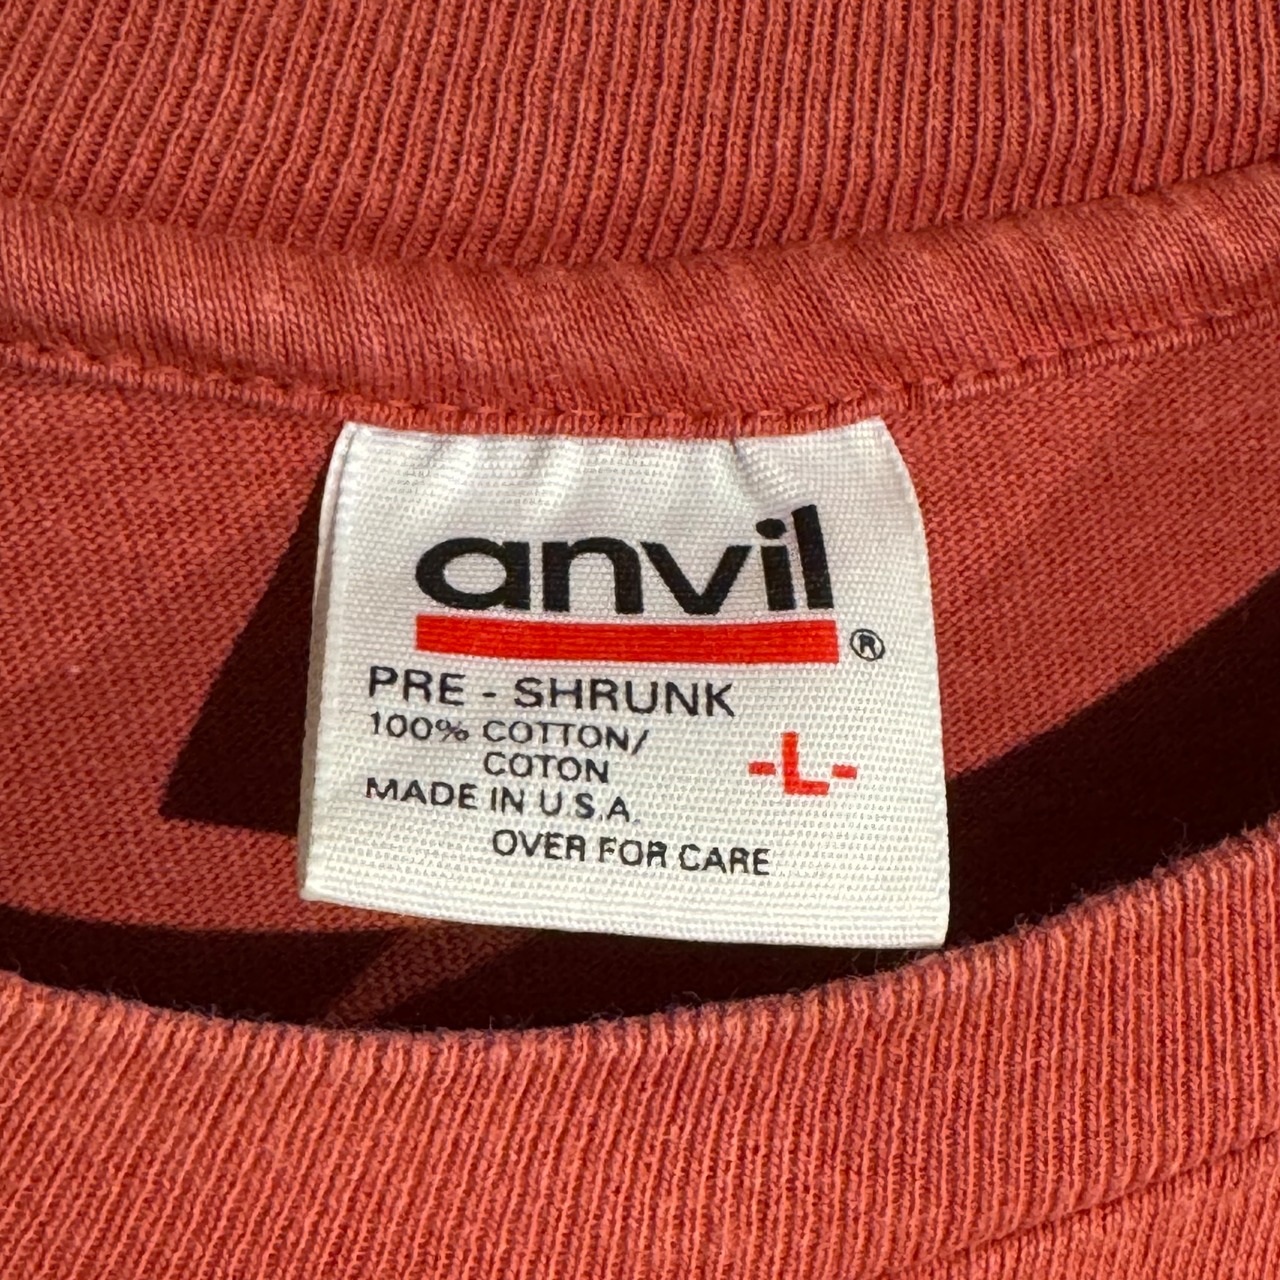 anvil
®
PRE - SHRUNK
100% COTTON/
COTON
-L-
MADE IN U.S.A.
OVER FOR CARE